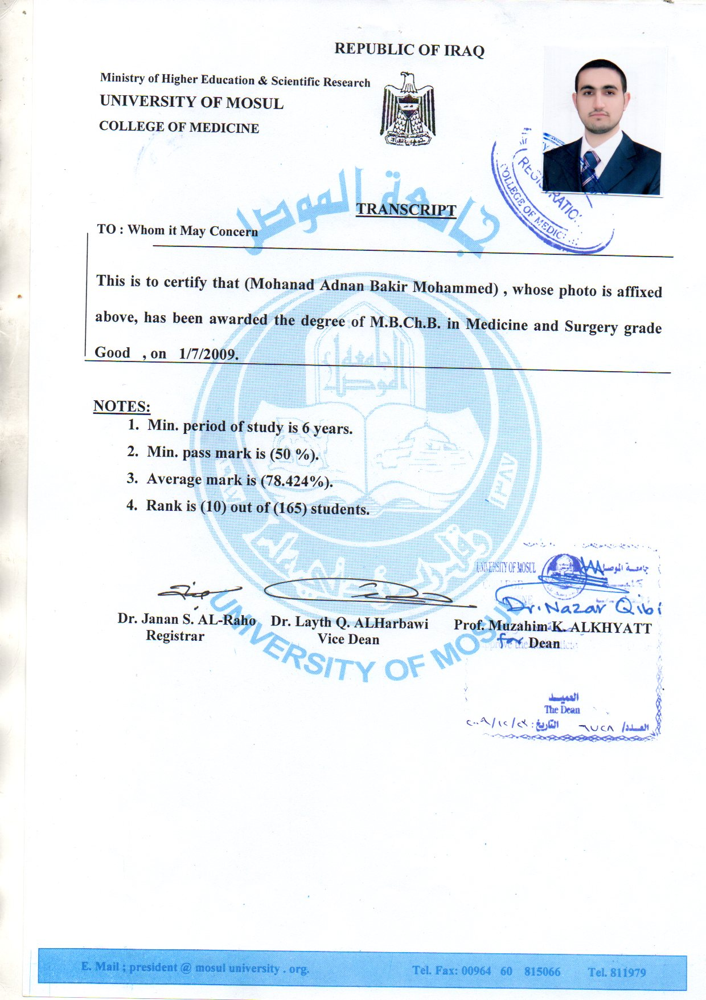 REPUBLIC OF IRAQ
Ministry of Higher Education & Scientific Research
UNIVERSITY OF MOSUL
COLLEGE OF MEDICINE
REGISTRATION
COLLEGE OF MEDICINE
جامعة الموصل
TRANSCRIPT
TO : Whom it May Concern
This is to certify that (Mohanad Adnan Bakir Mohammed) , whose photo is affixed
above, has been awarded the degree of M.B.Ch.B. in Medicine and Surgery grade
Good , on 1/7/2009.
NOTES:
1. Min. period of study is 6 years.
2. Min. pass mark is (50 %).
3. Average mark is (78.424%).
4. Rank is (10) out of (165) students.
UNIVERSITY OF MOSUL جامعة الموصل
Dr. Nazar Qibi
Dr. Janan S. AL-Raho Dr. Layth Q. ALHarbawi Prof. Muzahim K. ALKHYATT
Registrar Vice Dean for Dean
UNIVERSITY OF MOSUL
العميد
The Dean
العدد/ ٦٧٢٨ التاريخ:
E. Mail ; president @ mosul university . org. Tel. Fax: 00964 60 815066 Tel. 811979